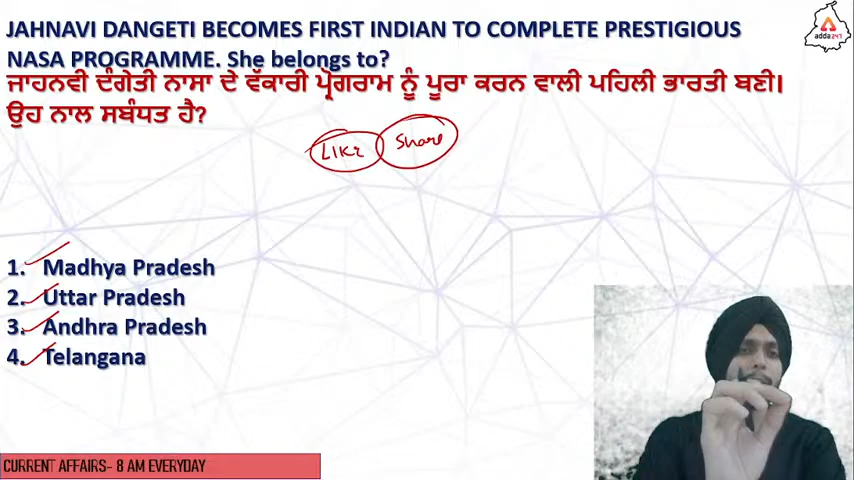 JAHNAVI DANGETI BECOMES FIRST INDIAN TO COMPLETE PRESTIGIOUS
NASA PROGRAMME. She belongs to?
ਜਾਹਨਵੀ ਦੰਗੇਤੀ ਨਾਸਾ ਦੇ ਵੱਕਾਰੀ ਪ੍ਰੋਗਰਾਮ ਨੂੰ ਪੂਰਾ ਕਰਨ ਵਾਲੀ ਪਹਿਲੀ ਭਾਰਤੀ ਬਣੀ।
ਉਹ ਨਾਲ ਸਬੰਧਤ ਹੈ?
LIKE Share
1. Madhya Pradesh
2. Uttar Pradesh
3. Andhra Pradesh
4. Telangana
CURRENT AFFAIRS- 8 AM EVERYDAY
adda247